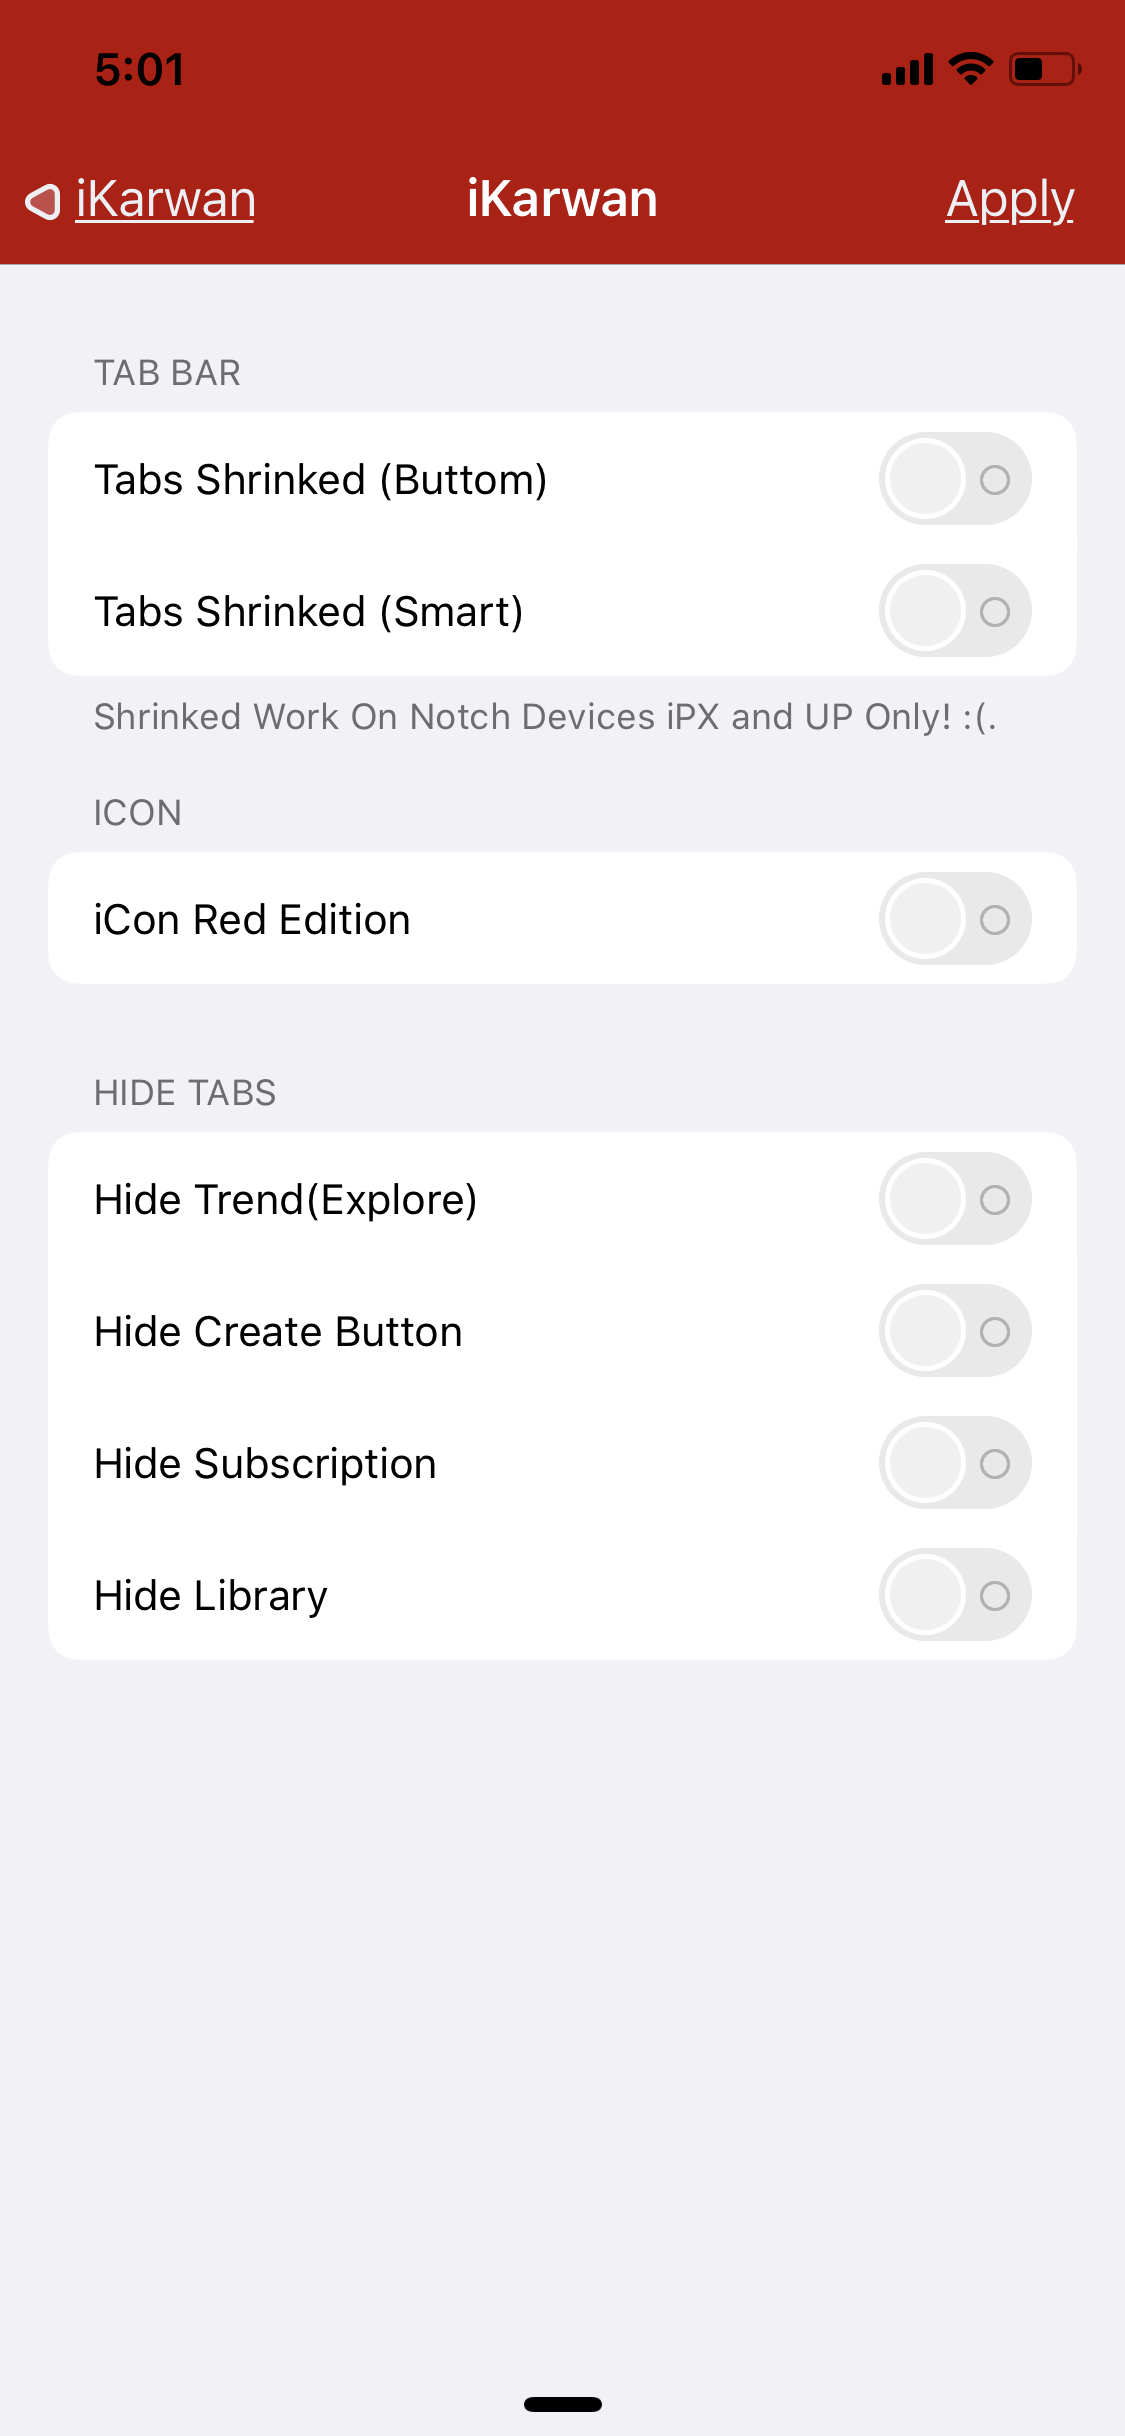 5:01
iKarwan
iKarwan
Apply
TAB BAR
Tabs Shrinked (Buttom)
Tabs Shrinked (Smart)
Shrinked Work On Notch Devices iPX and UP Only! :(.
ICON
iCon Red Edition
HIDE TABS
Hide Trend(Explore)
Hide Create Button
Hide Subscription
Hide Library